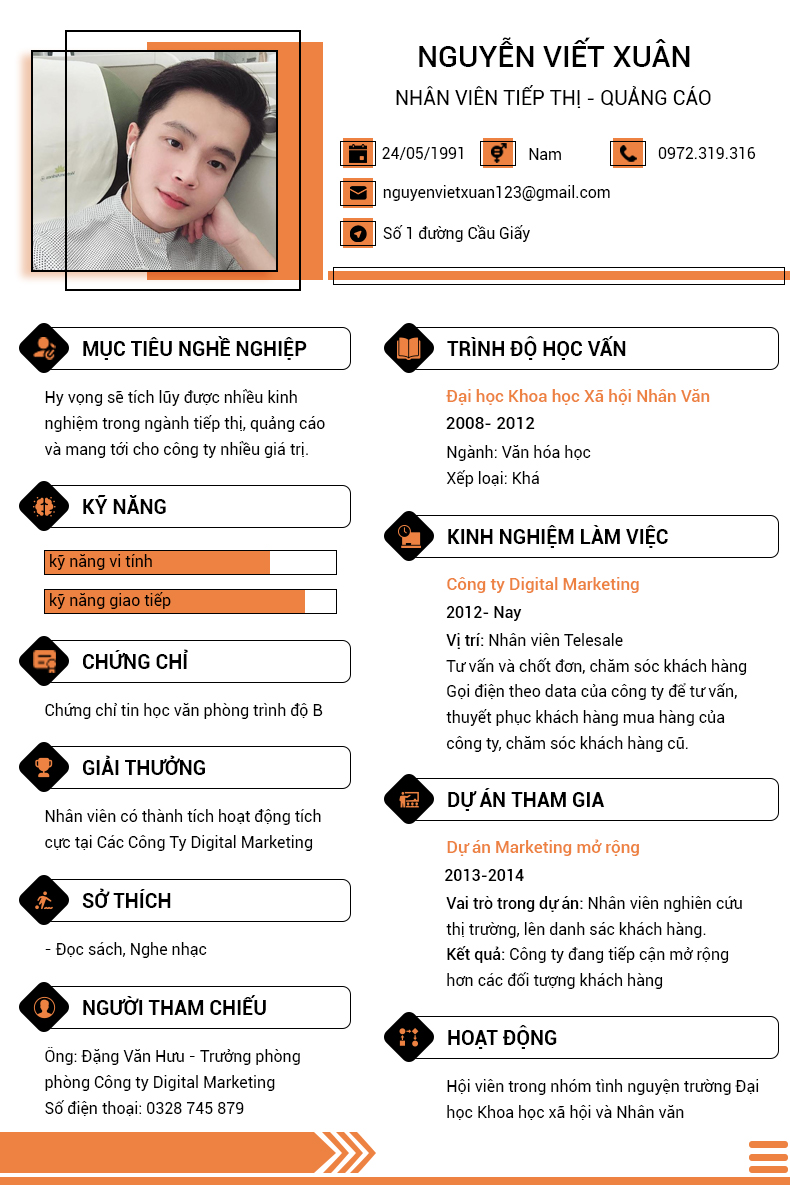 NGUYỄN VIẾT XUÂN
NHÂN VIÊN TIẾP THỊ - QUẢNG CÁO
24/05/1991
Nam
0972.319.316
nguyenvietxuan123@gmail.com
Số 1 đường Cầu Giấy
MỤC TIÊU NGHỀ NGHIỆP
Hy vọng sẽ tích lũy được nhiều kinh
nghiệm trong ngành tiếp thị, quảng cáo
và mang tới cho công ty nhiều giá trị.
KỸ NĂNG
kỹ năng vi tính
kỹ năng giao tiếp
CHỨNG CHỈ
Chứng chỉ tin học văn phòng trình độ B
GIẢI THƯỞNG
Nhân viên có thành tích hoạt động tích
cực tại Các Công Ty Digital Marketing
SỞ THÍCH
- Đọc sách, Nghe nhạc
NGƯỜI THAM CHIẾU
Ông: Đặng Văn Hưu - Trưởng phòng
phòng Công ty Digital Marketing
Số điện thoại: 0328 745 879
TRÌNH ĐỘ HỌC VẤN
Đại học Khoa học Xã hội Nhân Văn
2008- 2012
Ngành: Văn hóa học
Xếp loại: Khá
KINH NGHIỆM LÀM VIỆC
Công ty Digital Marketing
2012- Nay
Vị trí: Nhân viên Telesale
Tư vấn và chốt đơn, chăm sóc khách hàng
Gọi điện theo data của công ty để tư vấn,
thuyết phục khách hàng mua hàng của
công ty, chăm sóc khách hàng cũ.
DỰ ÁN THAM GIA
Dự án Marketing mở rộng
2013-2014
Vai trò trong dự án: Nhân viên nghiên cứu
thị trường, lên danh sác khách hàng.
Kết quả: Công ty đang tiếp cận mở rộng
hơn các đối tượng khách hàng
HOẠT ĐỘNG
Hội viên trong nhóm tình nguyện trường Đại
học Khoa học xã hội và Nhân văn